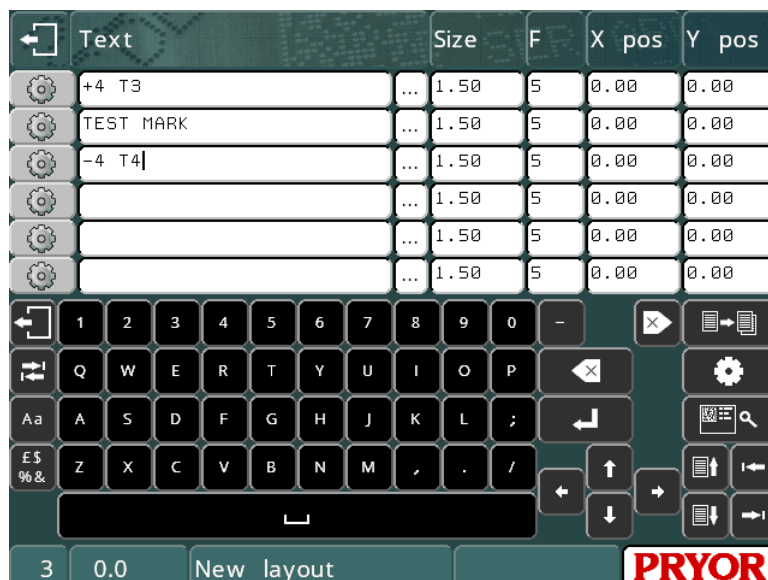 Text Size F X pos Y pos
+4 T3 ... 1.50 5 0.00 0.00
TEST MARK ... 1.50 5 0.00 0.00
-4 T4 ... 1.50 5 0.00 0.00
... 1.50 5 0.00 0.00
... 1.50 5 0.00 0.00
... 1.50 5 0.00 0.00
1 2 3 4 5 6 7 8 9 0 -
Q W E R T Y U I O P
Aa A S D F G H J K L ;
£$
%& Z X C V B N M , . /
3 0.0 New layout PRYOR